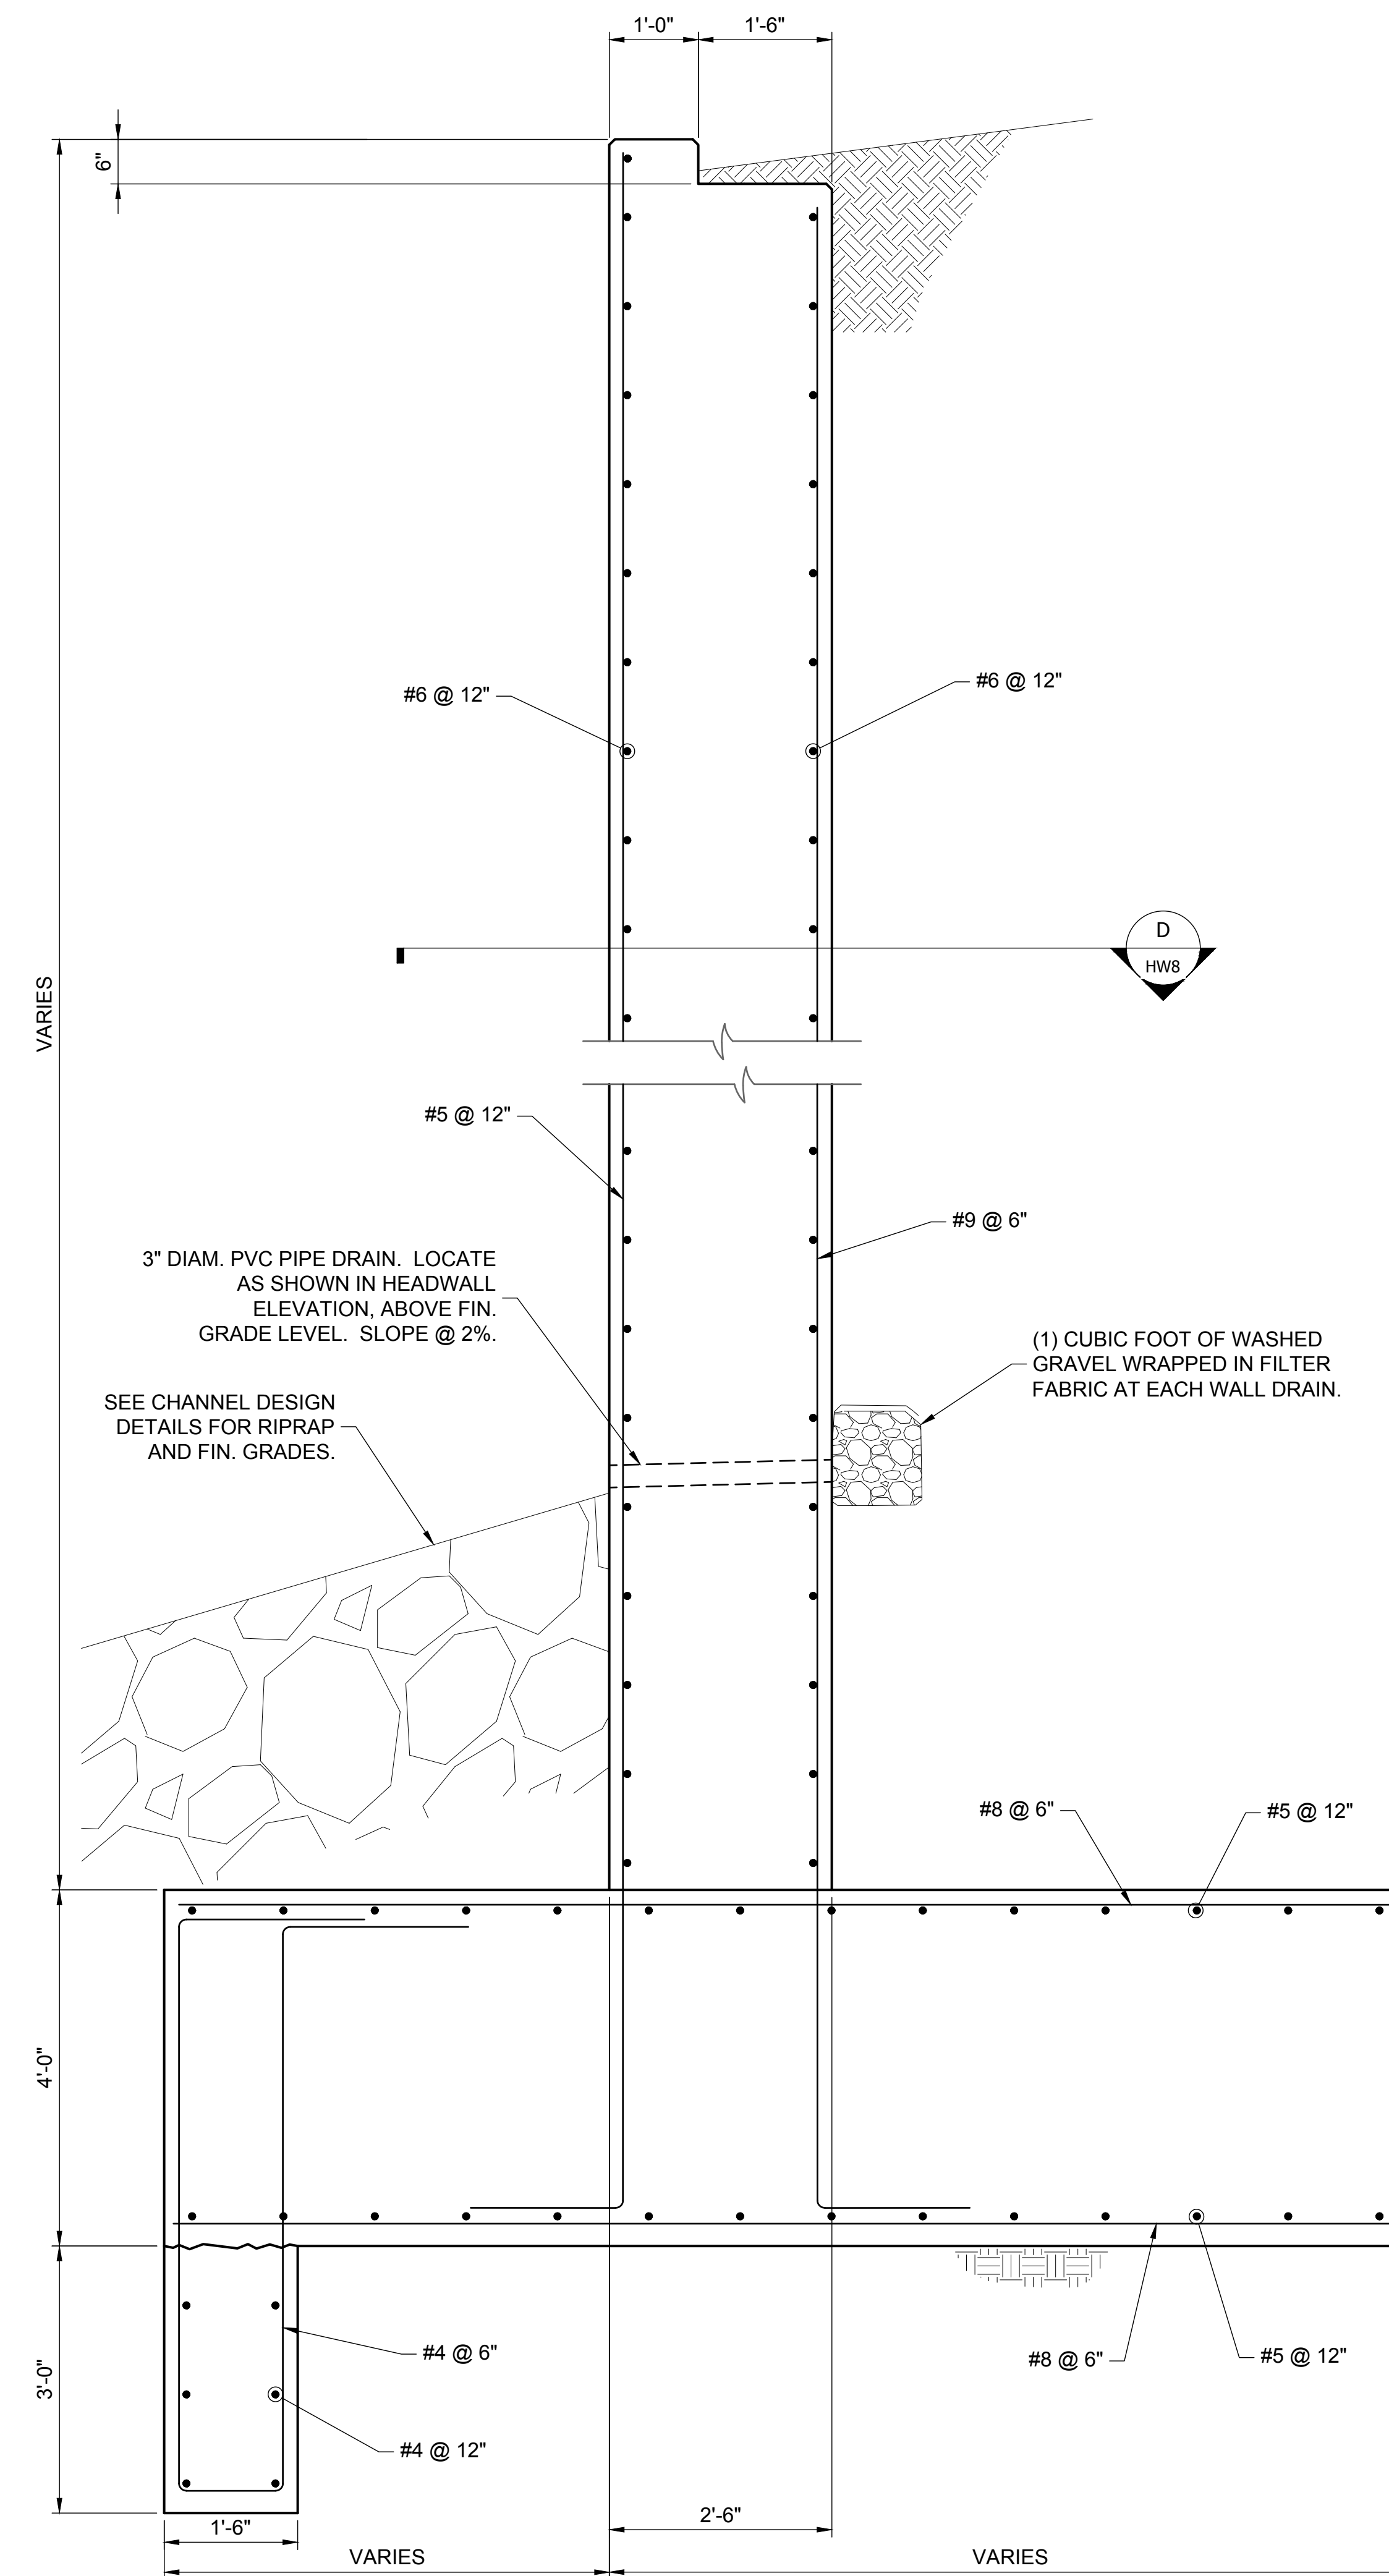 1'-0"
1'-6"
6"
#6 @ 12"
#6 @ 12"
D
HW8
VARIES
#5 @ 12"
#9 @ 6"
3" DIAM. PVC PIPE DRAIN. LOCATE
AS SHOWN IN HEADWALL
ELEVATION, ABOVE FIN.
GRADE LEVEL. SLOPE @ 2%.
(1) CUBIC FOOT OF WASHED
GRAVEL WRAPPED IN FILTER
FABRIC AT EACH WALL DRAIN.
SEE CHANNEL DESIGN
DETAILS FOR RIPRAP
AND FIN. GRADES.
#8 @ 6"
#5 @ 12"
4'-0"
#4 @ 6"
#8 @ 6"
#5 @ 12"
3'-0"
#4 @ 12"
1'-6"
2'-6"
VARIES
VARIES